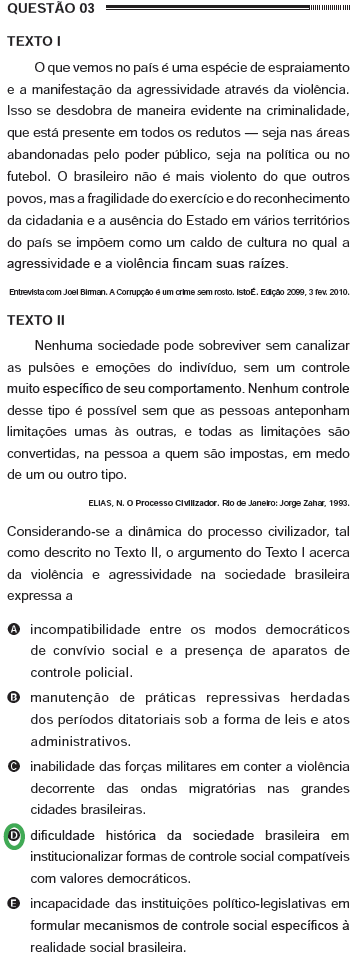 QUESTÃO 03
TEXTO I
O que vemos no país é uma espécie de espraiamento
e a manifestação da agressividade através da violência.
Isso se desdobra de maneira evidente na criminalidade,
que está presente em todos os redutos — seja nas áreas
abandonadas pelo poder público, seja na política ou no
futebol. O brasileiro não é mais violento do que outros
povos, mas a fragilidade do exercício e do reconhecimento
da cidadania e a ausência do Estado em vários territórios
do país se impõem como um caldo de cultura no qual a
agressividade e a violência fincam suas raízes.
Entrevista com Joel Birman. A Corrupção é um crime sem rosto. IstoÉ. Edição 2099, 3 fev. 2010.
TEXTO II
Nenhuma sociedade pode sobreviver sem canalizar
as pulsões e emoções do indivíduo, sem um controle
muito específico de seu comportamento. Nenhum controle
desse tipo é possível sem que as pessoas anteponham
limitações umas às outras, e todas as limitações são
convertidas, na pessoa a quem são impostas, em medo
de um ou outro tipo.
ELIAS, N. O Processo Civilizador. Rio de Janeiro: Jorge Zahar, 1993.
Considerando-se a dinâmica do processo civilizador, tal
como descrito no Texto II, o argumento do Texto I acerca
da violência e agressividade na sociedade brasileira
expressa a
A incompatibilidade entre os modos democráticos
de convívio social e a presença de aparatos de
controle policial.
B manutenção de práticas repressivas herdadas
dos períodos ditatoriais sob a forma de leis e atos
administrativos.
C inabilidade das forças militares em conter a violência
decorrente das ondas migratórias nas grandes
cidades brasileiras.
D dificuldade histórica da sociedade brasileira em
institucionalizar formas de controle social compatíveis
com valores democráticos.
E incapacidade das instituições político-legislativas em
formular mecanismos de controle social específicos à
realidade social brasileira.